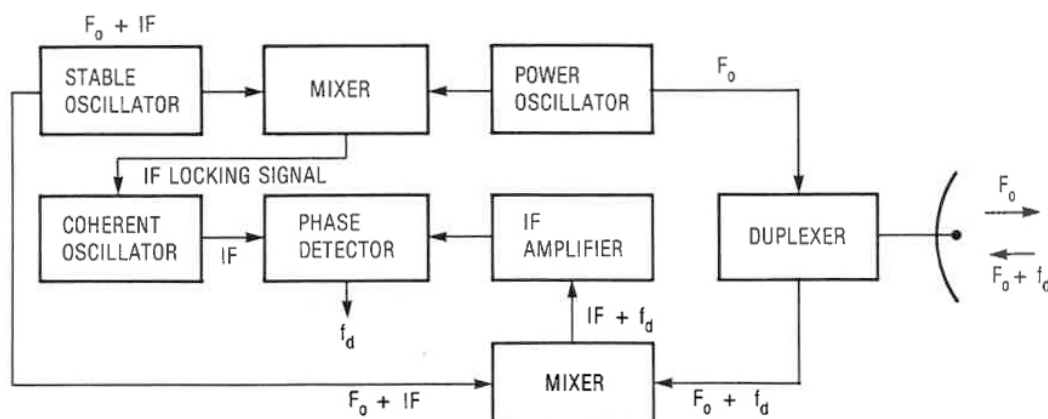 F₀ + IF
STABLE
OSCILLATOR
MIXER
POWER
OSCILLATOR
F₀
IF LOCKING SIGNAL
COHERENT
OSCILLATOR
IF
PHASE
DETECTOR
IF
AMPLIFIER
DUPLEXER
F₀
F₀ + f_d
f_d
IF + f_d
F₀ + IF
MIXER
F₀ + f_d